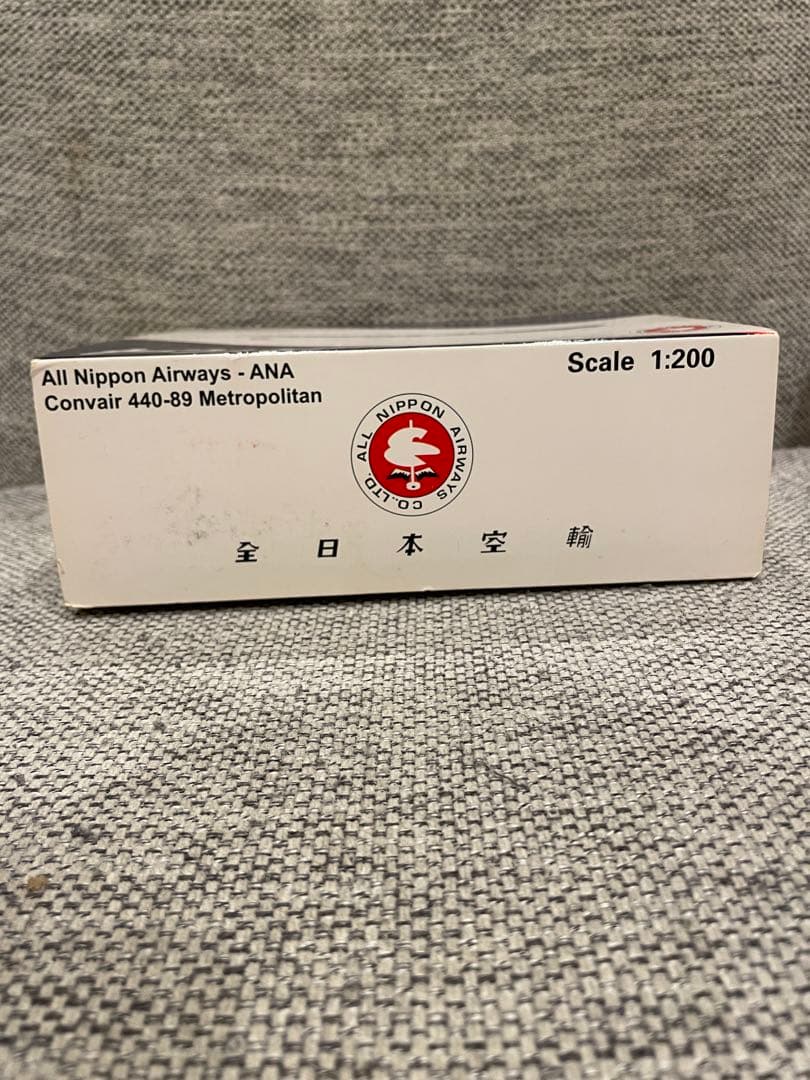 All Nippon Airways - ANA
Convair 440-89 Metropolitan
Scale 1:200
ALL NIPPON AIRWAYS CO.,LTD.
全日本空輸